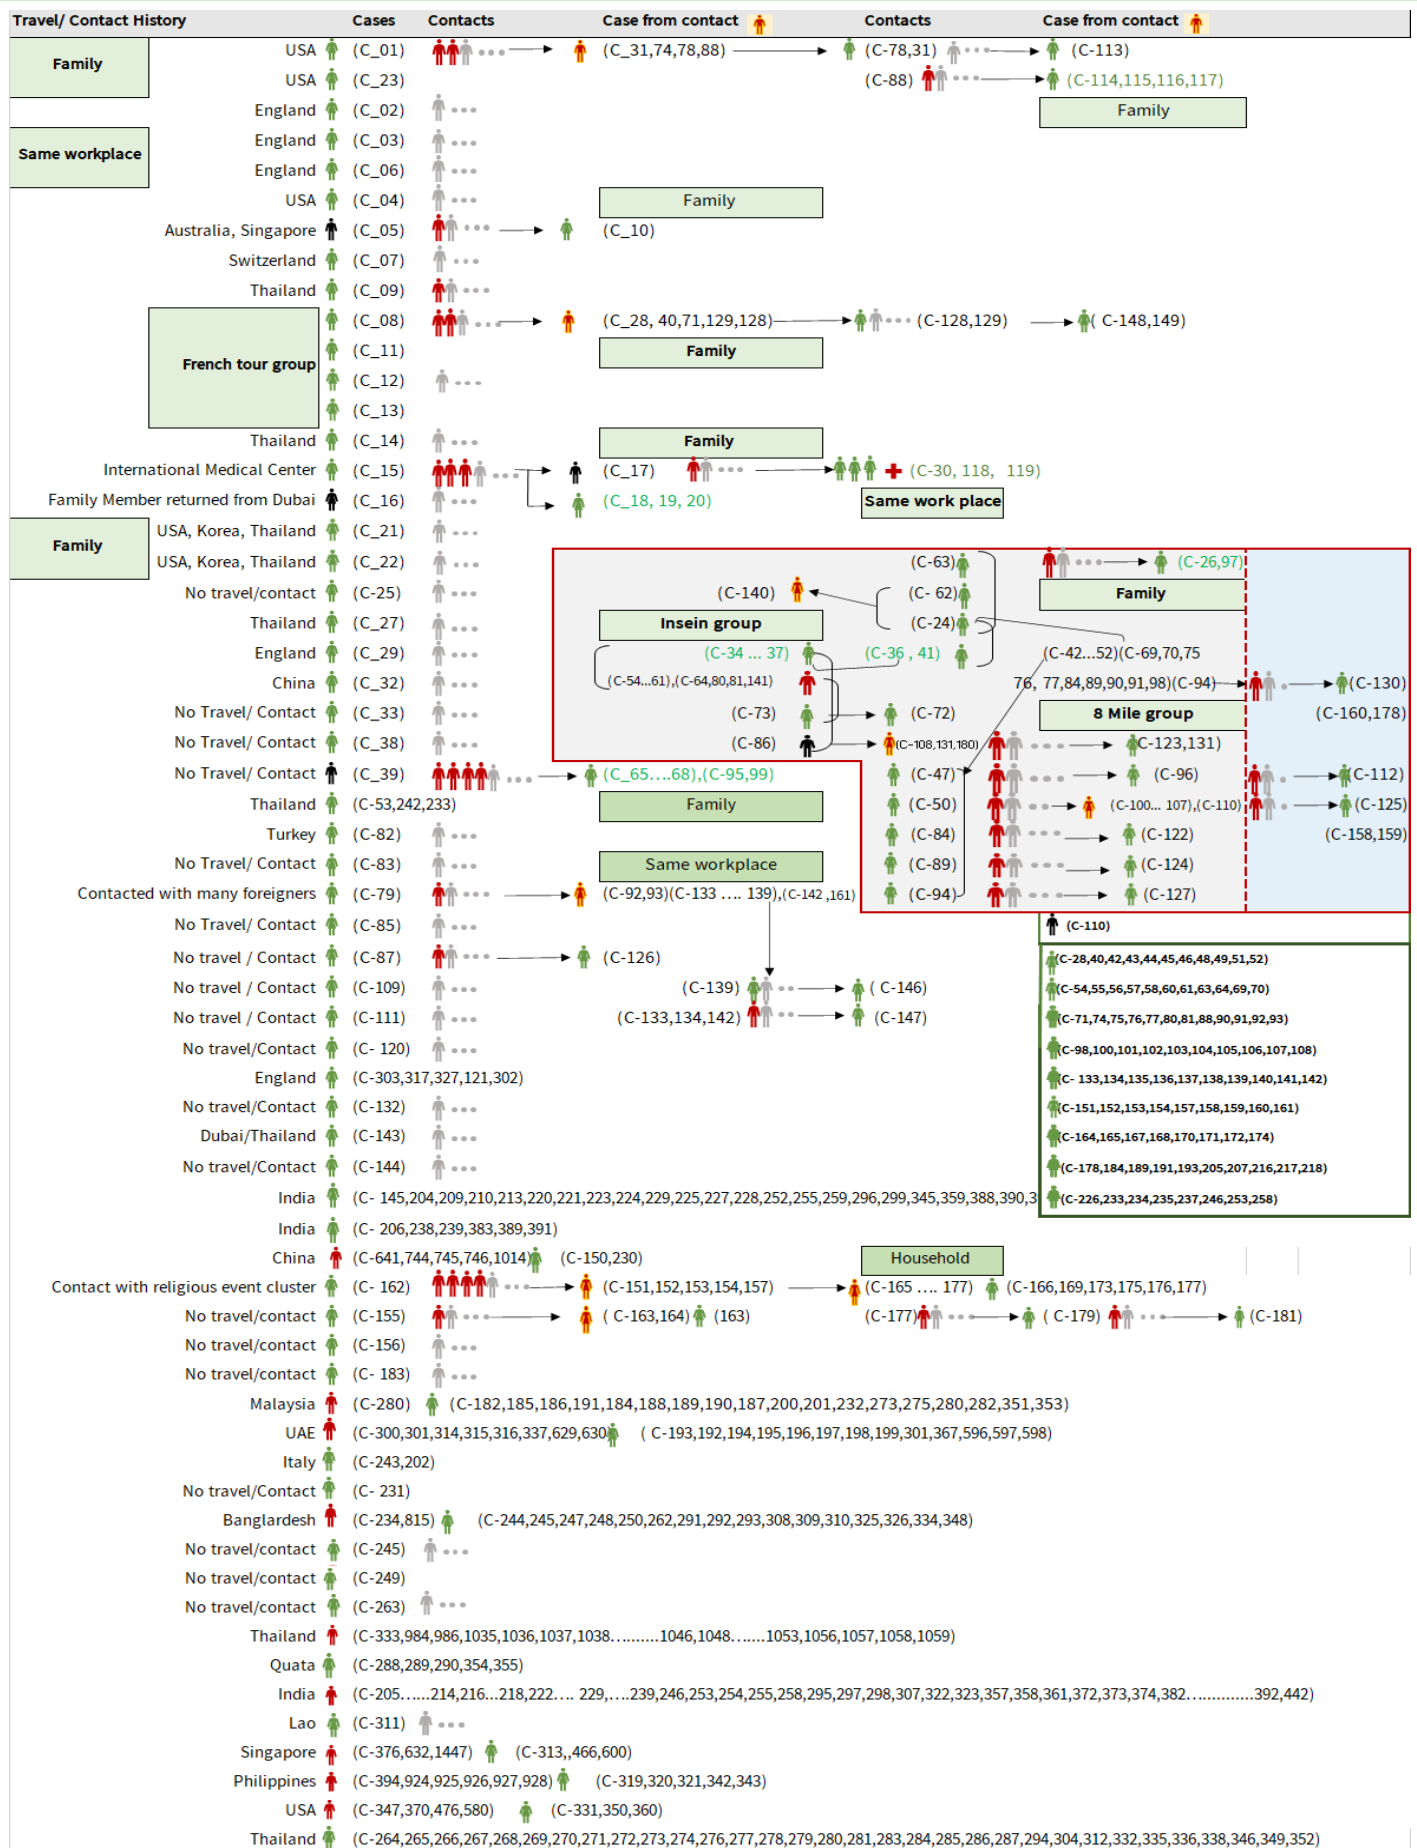 Travel/ Contact History Cases Contacts Case from contact Contacts Case from contact
Family
USA (C_01) (C_31,74,78,88) (C-78,31) (C-113)
USA (C_23) (C-88) (C-114,115,116,117)
England (C_02) Family
Same workplace
England (C_03)
England (C_06)
USA (C_04) Family
Australia, Singapore (C_05) (C_10)
Switzerland (C_07)
Thailand (C_09)
French tour group
(C_08) (C_28, 40,71,129,128) (C-128,129) ( C-148,149)
(C_11) Family
(C_12)
(C_13)
Thailand (C_14) Family
International Medical Center (C_15) (C_17) (C-30, 118, 119)
Family Member returned from Dubai (C_16) (C_18, 19, 20) Same work place
Family
USA, Korea, Thailand (C_21)
USA, Korea, Thailand (C_22) (C-63) (C-26,97)
No travel/contact (C-25) (C-140) (C- 62) Family
Thailand (C_27) Insein group (C-24)
England (C_29) (C-34 ... 37) (C-36 , 41) (C-42...52)(C-69,70,75
China (C_32) (C-54...61),(C-64,80,81,141) 76, 77,84,89,90,91,98)(C-94) (C-130)
No Travel/ Contact (C_33) (C-73) (C-72) 8 Mile group (C-160,178)
No Travel/ Contact (C_38) (C-86) (C-108,131,180) C-123,131)
No Travel/ Contact (C_39) (C_65....68),(C-95,99) (C-47) (C-96) (C-112)
Thailand (C-53,242,233) Family (C-50) (C-100... 107),(C-110) (C-125)
Turkey (C-82) (C-84) (C-122) (C-158,159)
No Travel/ Contact (C-83) Same workplace (C-89) (C-124)
Contacted with many foreigners (C-79) (C-92,93)(C-133 .... 139),(C-142 ,161) (C-94) (C-127)
No Travel/ Contact (C-85) (C-110)
No travel / Contact (C-87) (C-126) (C-28,40,42,43,44,45,46,48,49,51,52)
No travel / Contact (C-109) (C-139) ( C-146) (C-54,55,56,57,58,60,61,63,64,69,70)
No travel / Contact (C-111) (C-133,134,142) (C-147) (C-71,74,75,76,77,80,81,88,90,91,92,93)
No travel/Contact (C- 120) (C-98,100,101,102,103,104,105,106,107,108)
England (C-303,317,327,121,302) (C- 133,134,135,136,137,138,139,140,141,142)
No travel/Contact (C-132) (C-151,152,153,154,157,158,159,160,161)
Dubai/Thailand (C-143) (C-164,165,167,168,170,171,172,174)
No travel/Contact (C-144) (C-178,184,189,191,193,205,207,216,217,218)
India (C- 145,204,209,210,213,220,221,223,224,229,225,227,228,252,255,259,296,299,345,359,388,390,3 (C-226,233,234,235,237,246,253,258)
India (C- 206,238,239,383,389,391)
China (C-641,744,745,746,1014) (C-150,230) Household
Contact with religious event cluster (C- 162) (C-151,152,153,154,157) (C-165 .... 177) (C-166,169,173,175,176,177)
No travel/contact (C-155) ( C-163,164) (163) (C-177) ( C-179) (C-181)
No travel/contact (C-156)
No travel/contact (C- 183)
Malaysia (C-280) (C-182,185,186,191,184,188,189,190,187,200,201,232,273,275,280,282,351,353)
UAE (C-300,301,314,315,316,337,629,630) ( C-193,192,194,195,196,197,198,199,301,367,596,597,598)
Italy (C-243,202)
No travel/Contact (C- 231)
Banglardesh (C-234,815) (C-244,245,247,248,250,262,291,292,293,308,309,310,325,326,334,348)
No travel/contact (C-245)
No travel/contact (C-249)
No travel/contact (C-263)
Thailand (C-333,984,986,1035,1036,1037,1038..........1046,1048.......1053,1056,1057,1058,1059)
Quata (C-288,289,290,354,355)
India (C-205......214,216...218,222.... 229,....239,246,253,254,255,258,295,297,298,307,322,323,357,358,361,372,373,374,382...............392,442)
Lao (C-311)
Singapore (C-376,632,1447) (C-313,,466,600)
Philippines (C-394,924,925,926,927,928) (C-319,320,321,342,343)
USA (C-347,370,476,580) (C-331,350,360)
Thailand (C-264,265,266,267,268,269,270,271,272,273,274,276,277,278,279,280,281,283,284,285,286,287,294,304,312,332,335,336,338,346,349,352)